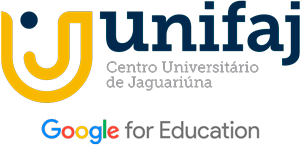 unifaj
Centro Universitário
de Jaguariúna
Google for Education